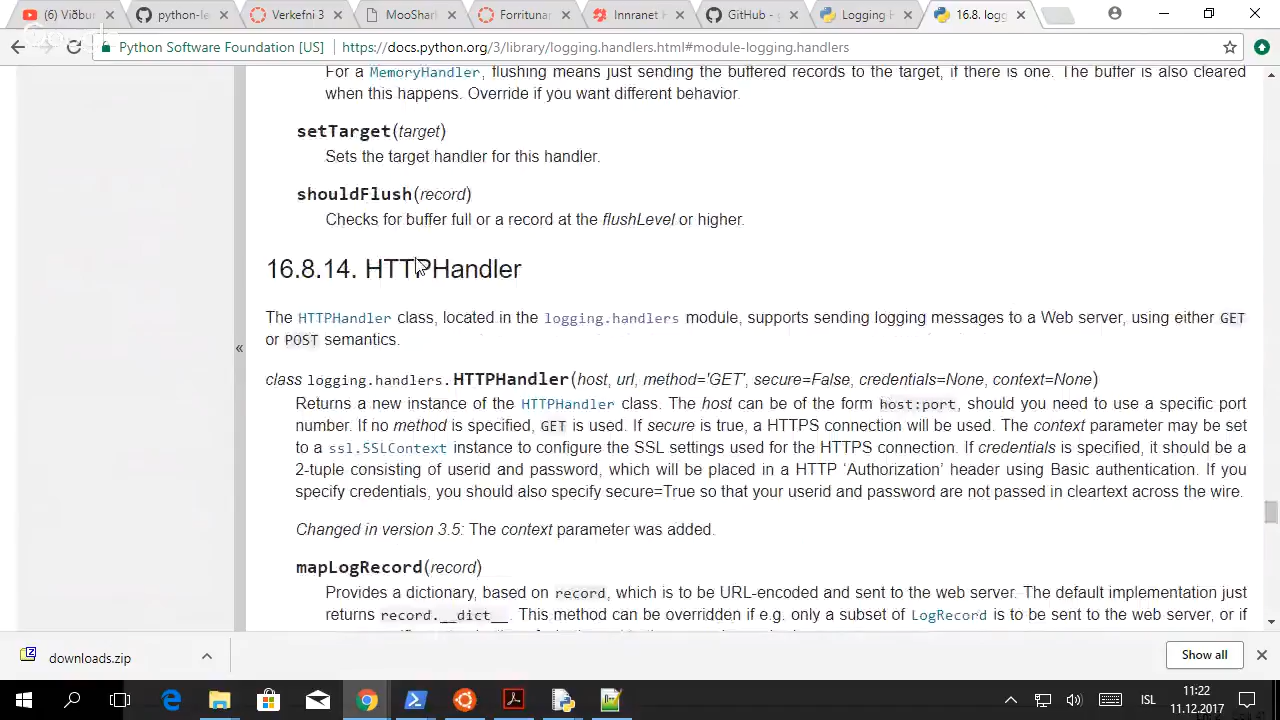 (6) Viðbur
python-le
Verkefni 3
MooShar
Forritunar
Innranet H
GitHub - g
Logging H
16.8. logg
Google
Python Software Foundation [US]
https://docs.python.org/3/library/logging.handlers.html#module-logging.handlers
For a MemoryHandler, flushing means just sending the buffered records to the target, if there is one. The buffer is also cleared
when this happens. Override if you want different behavior.
setTarget(target)
Sets the target handler for this handler.
shouldFlush(record)
Checks for buffer full or a record at the flushLevel or higher.
16.8.14. HTTPHandler
The HTTPHandler class, located in the logging.handlers module, supports sending logging messages to a Web server, using either GET
or POST semantics.
«
class logging.handlers.HTTPHandler(host, url, method='GET', secure=False, credentials=None, context=None)
Returns a new instance of the HTTPHandler class. The host can be of the form host:port, should you need to use a specific port
number. If no method is specified, GET is used. If secure is true, a HTTPS connection will be used. The context parameter may be set
to a ssl.SSLContext instance to configure the SSL settings used for the HTTPS connection. If credentials is specified, it should be a
2-tuple consisting of userid and password, which will be placed in a HTTP ‘Authorization’ header using Basic authentication. If you
specify credentials, you should also specify secure=True so that your userid and password are not passed in cleartext across the wire.
Changed in version 3.5: The context parameter was added.
mapLogRecord(record)
Provides a dictionary, based on record, which is to be URL-encoded and sent to the web server. The default implementation just
returns record.__dict__. This method can be overridden if e.g. only a subset of LogRecord is to be sent to the web server, or if
downloads.zip
Show all
ISL
11:22
11.12.2017